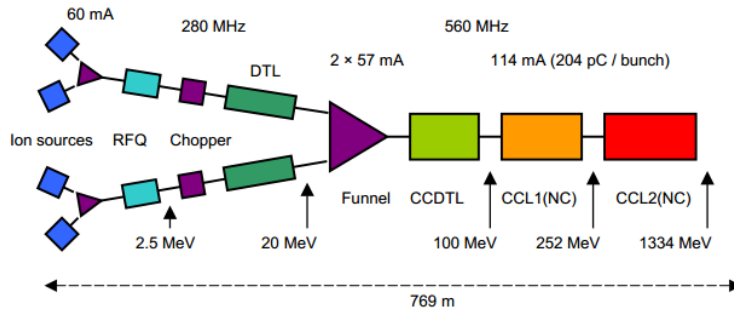 60 mA
280 MHz
560 MHz
DTL
2 × 57 mA
114 mA (204 pC / bunch)
Ion sources
RFQ
Chopper
Funnel
CCDTL
CCL1(NC)
CCL2(NC)
2.5 MeV
20 MeV
100 MeV
252 MeV
1334 MeV
769 m